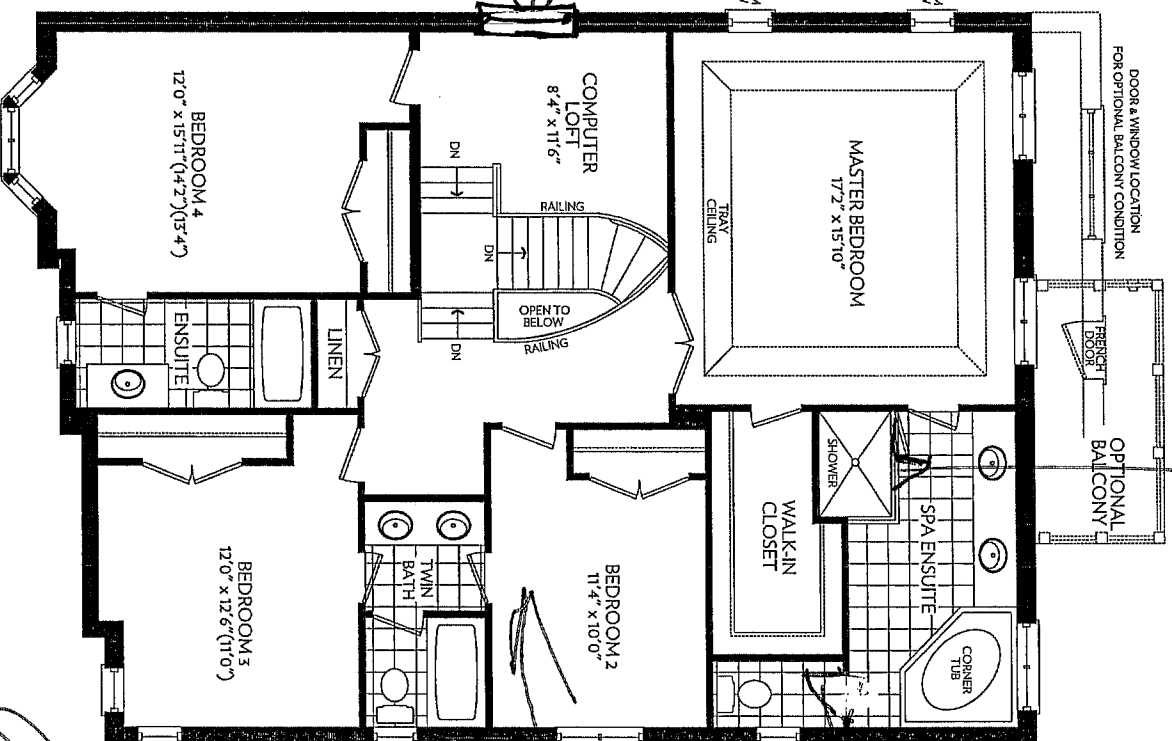 DOOR & WINDOW LOCATION
FOR OPTIONAL BALCONY CONDITION
FRENCH
DOOR
OPTIONAL
BALCONY
MASTER BEDROOM
17'2" x 15'10"
TRAY
CEILING
COMPUTER
LOFT
8'4" x 11'6"
BEDROOM 4
12'0" x 15'11"(14'2")(13'4")
DN
RAILING
DN
OPEN TO
BELOW
RAILING
DN
LINEN
ENSUITE
SHOWER
WALK-IN
CLOSET
SPA ENSUITE
CORNER
TUB
BEDROOM 2
11'4" x 10'0"
TWIN
BATH
BEDROOM 3
12'0" x 12'6"(11'0")